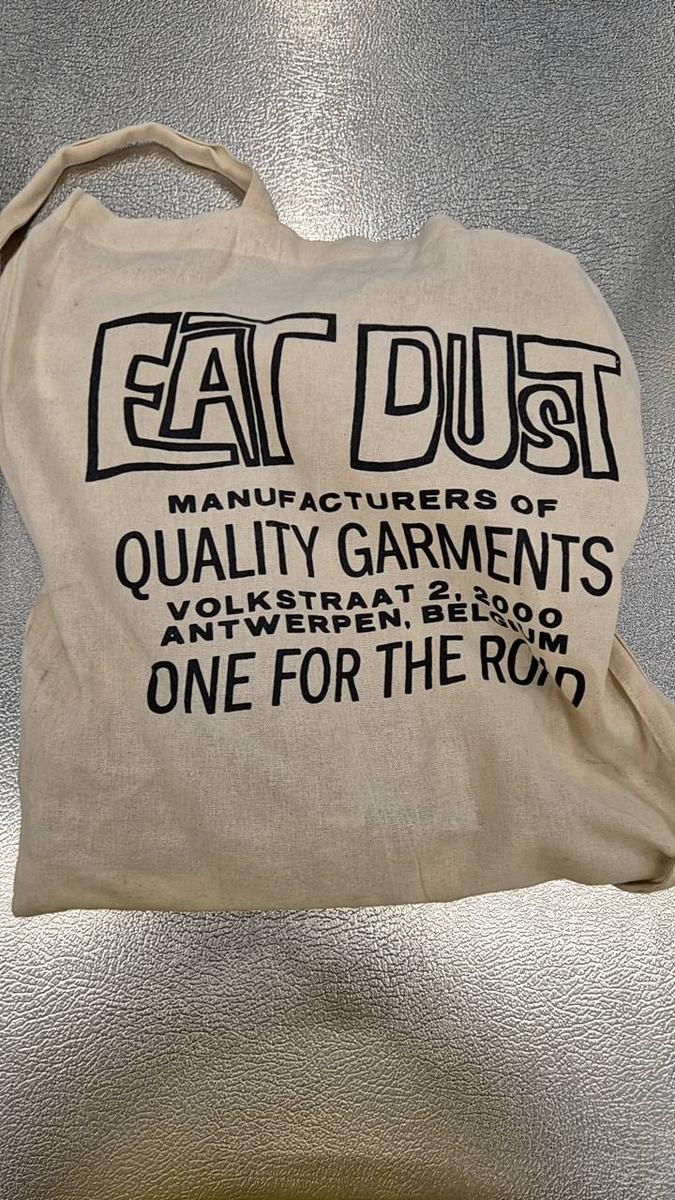 EAT DUST
MANUFACTURERS OF
QUALITY GARMENTS
VOLKSTRAAT 2, 2000
ANTWERPEN, BELGIUM
ONE FOR THE ROAD